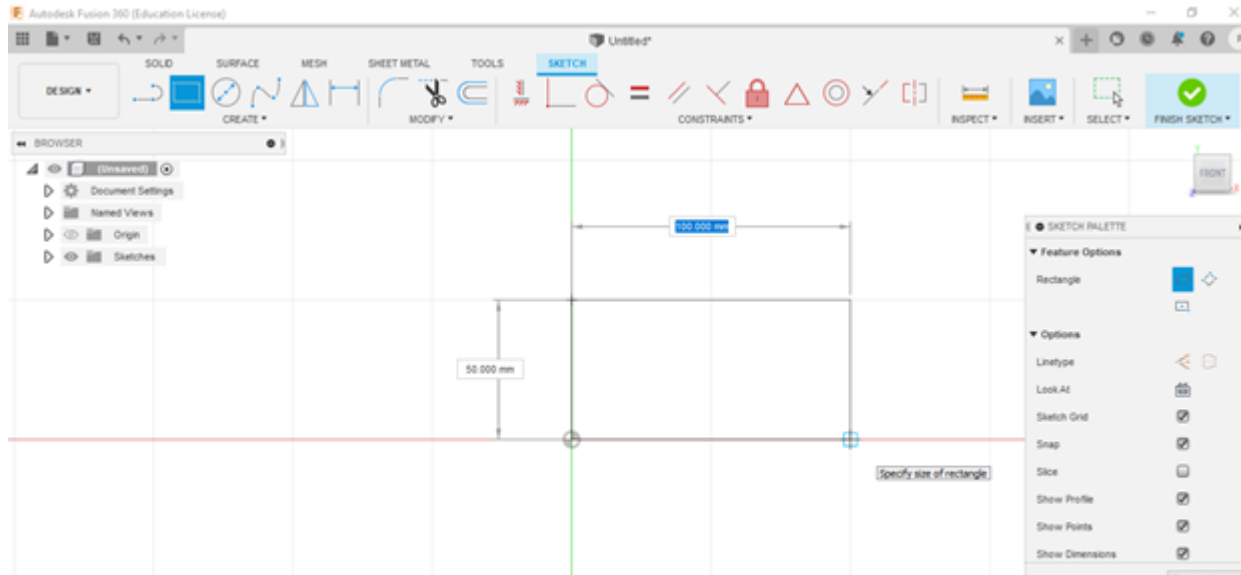 Autodesk Fusion 360 (Education License)
Untitled*
SOLID SURFACE MESH SHEET METAL TOOLS SKETCH
DESIGN
CREATE MODIFY CONSTRAINTS INSPECT INSERT SELECT FINISH SKETCH
BROWSER
(Unsaved)
Document Settings
Named Views
Origin
Sketches
FRONT
Y
X
Z
100.000 mm
50.000 mm
Specify size of rectangle
SKETCH PALETTE
Feature Options
Rectangle
Options
Linetype
Look At
Sketch Grid
Snap
Slice
Show Profile
Show Points
Show Dimensions